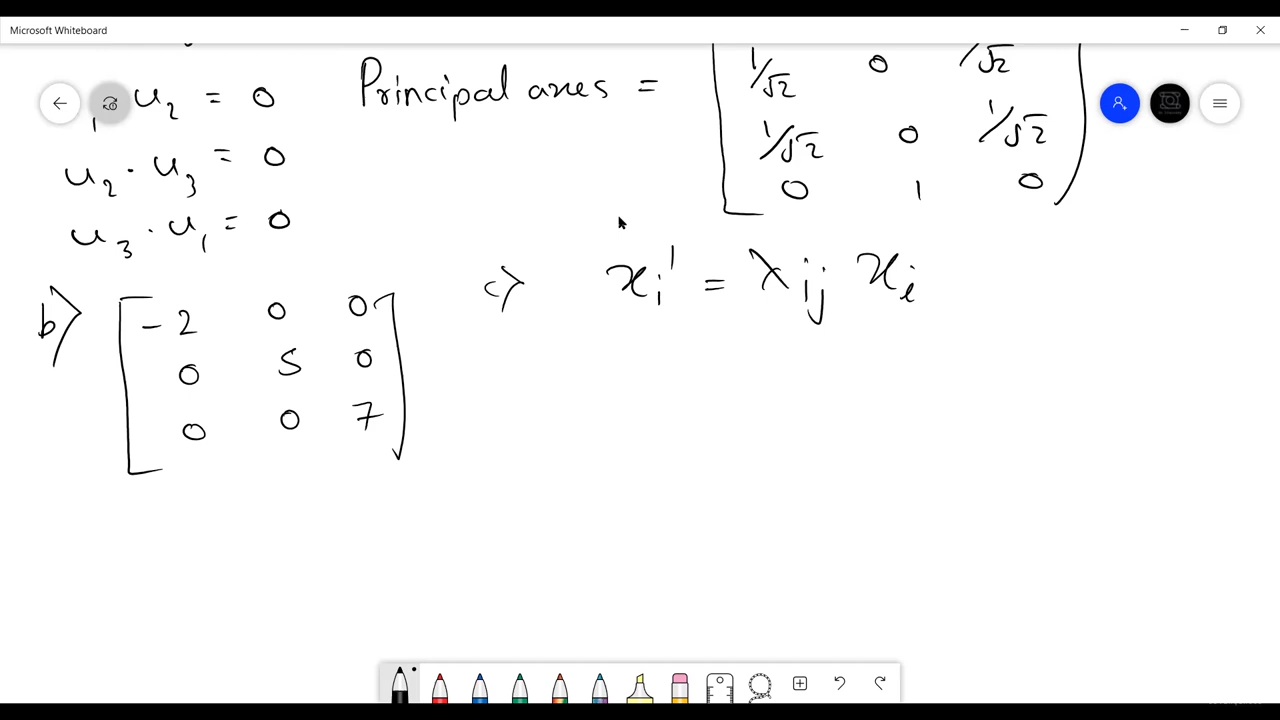 Microsoft Whiteboard
1 u2 = 0
Principal axes =
1/√2 0 /√2
1/√2 0 1/√2
0 1 0
u2 · u3 = 0
u3 · u1 = 0
b> [-2 0 0
0 5 0
0 0 7]
c> xi' = λij xi